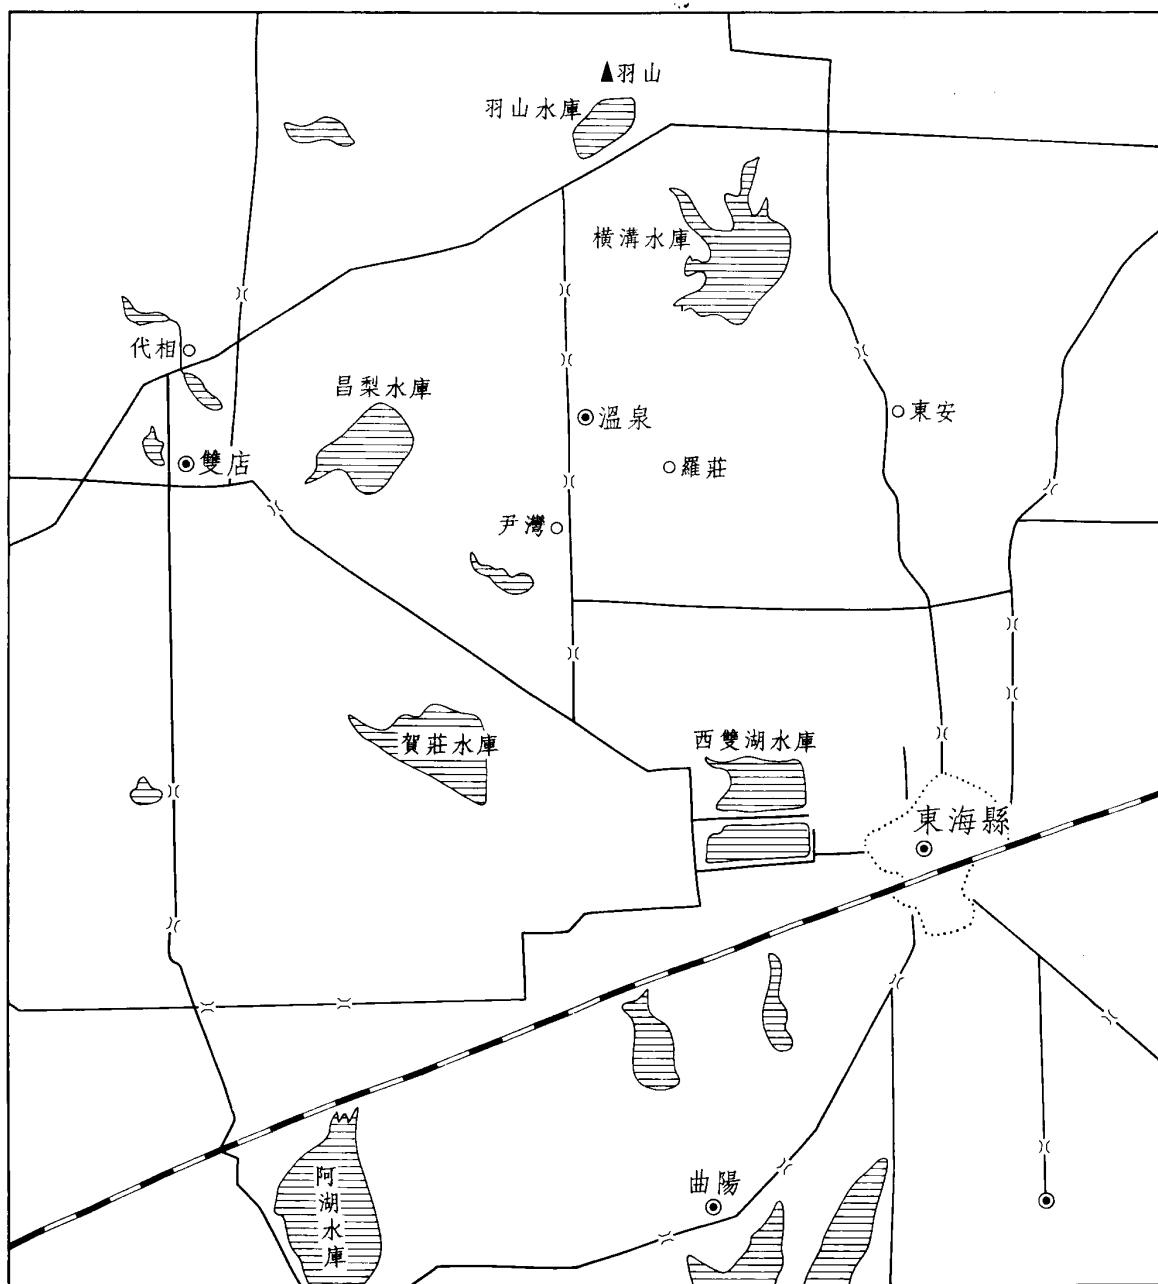 羽山
羽山水庫
橫溝水庫
代相
昌梨水庫
溫泉
東安
雙店
羅莊
尹灣
賀莊水庫
西雙湖水庫
東海縣
阿湖水庫
曲陽